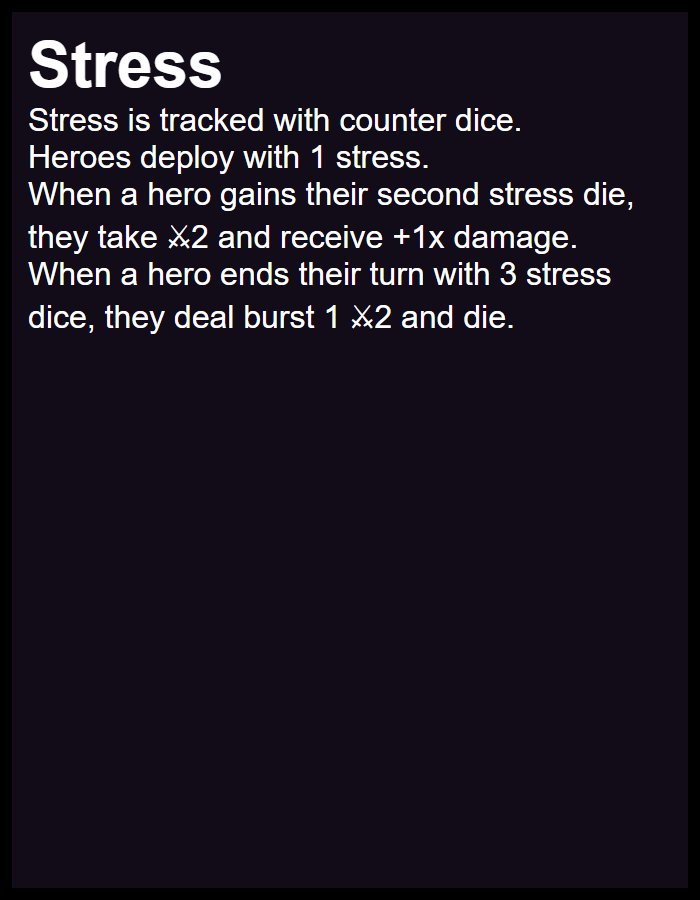 Stress
Stress is tracked with counter dice.
Heroes deploy with 1 stress.
When a hero gains their second stress die,
they take ⚔2 and receive +1x damage.
When a hero ends their turn with 3 stress
dice, they deal burst 1 ⚔2 and die.